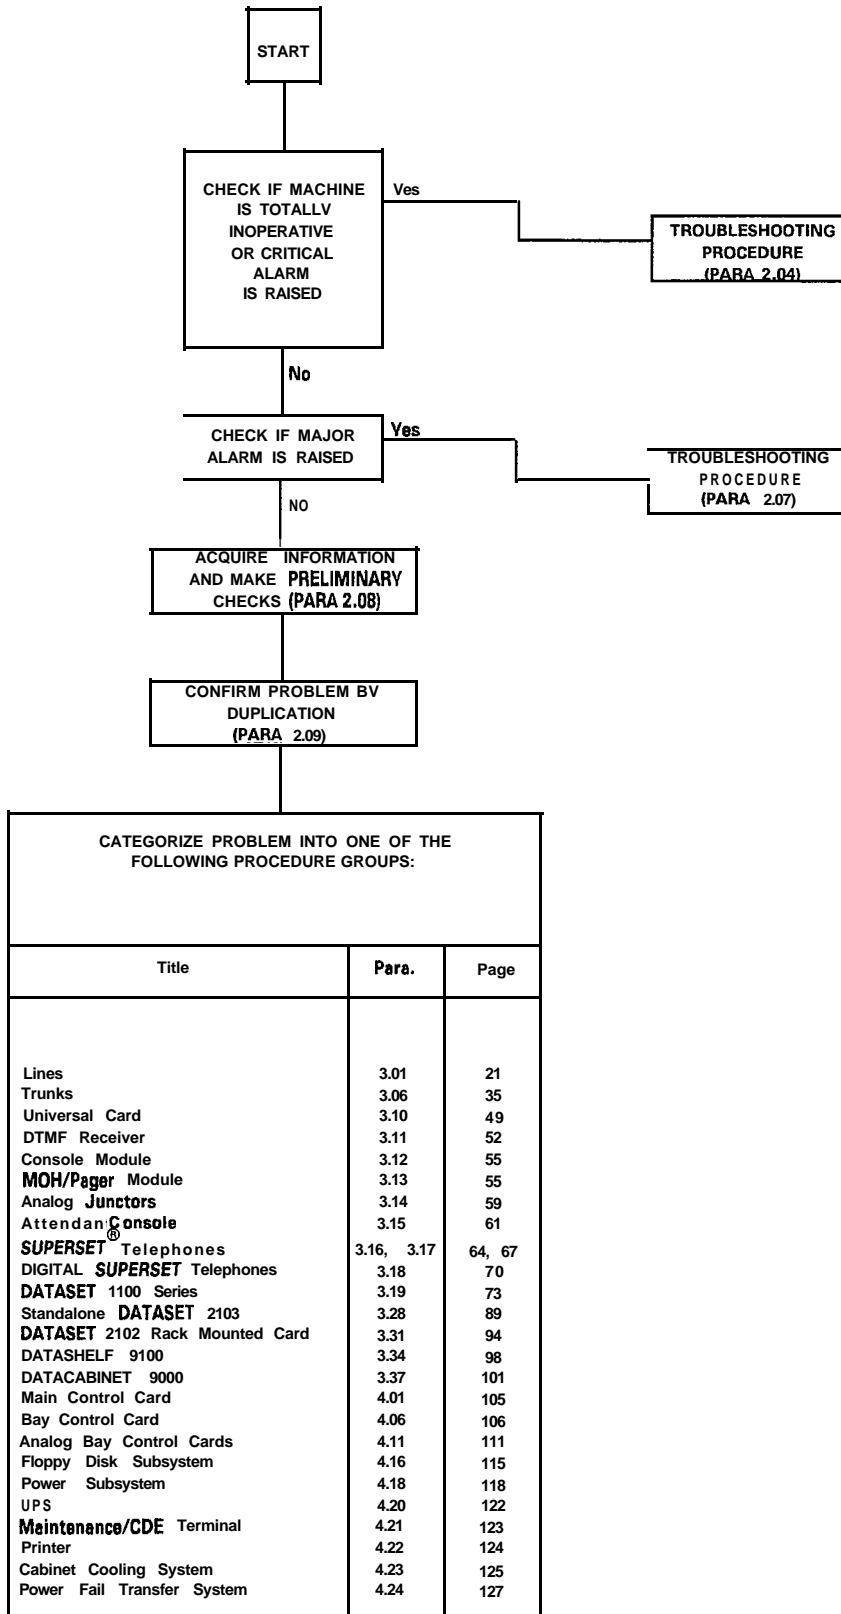 START
CHECK IF MACHINE
IS TOTALLV
INOPERATIVE
OR CRITICAL
ALARM
IS RAISED
Ves
TROUBLESHOOTING
PROCEDURE
(PARA 2.04)
No
CHECK IF MAJOR
ALARM IS RAISED
Yes
TROUBLESHOOTING
PROCEDURE
(PARA 2.07)
NO
ACQUIRE INFORMATION
AND MAKE PRELIMINARY
CHECKS (PARA 2.08)
CONFIRM PROBLEM BV
DUPLICATION
(PARA 2.09)
CATEGORIZE PROBLEM INTO ONE OF THE
FOLLOWING PROCEDURE GROUPS:
Title Para. Page
Lines 3.01 21
Trunks 3.06 35
Universal Card 3.10 49
DTMF Receiver 3.11 52
Console Module 3.12 55
MOH/Pager Module 3.13 55
Analog Junctors 3.14 59
Attendant Console 3.15 61
SUPERSET® Telephones 3.16, 3.17 64, 67
DIGITAL SUPERSET Telephones 3.18 70
DATASET 1100 Series 3.19 73
Standalone DATASET 2103 3.28 89
DATASET 2102 Rack Mounted Card 3.31 94
DATASHELF 9100 3.34 98
DATACABINET 9000 3.37 101
Main Control Card 4.01 105
Bay Control Card 4.06 106
Analog Bay Control Cards 4.11 111
Floppy Disk Subsystem 4.16 115
Power Subsystem 4.18 118
UPS 4.20 122
Maintenance/CDE Terminal 4.21 123
Printer 4.22 124
Cabinet Cooling System 4.23 125
Power Fail Transfer System 4.24 127